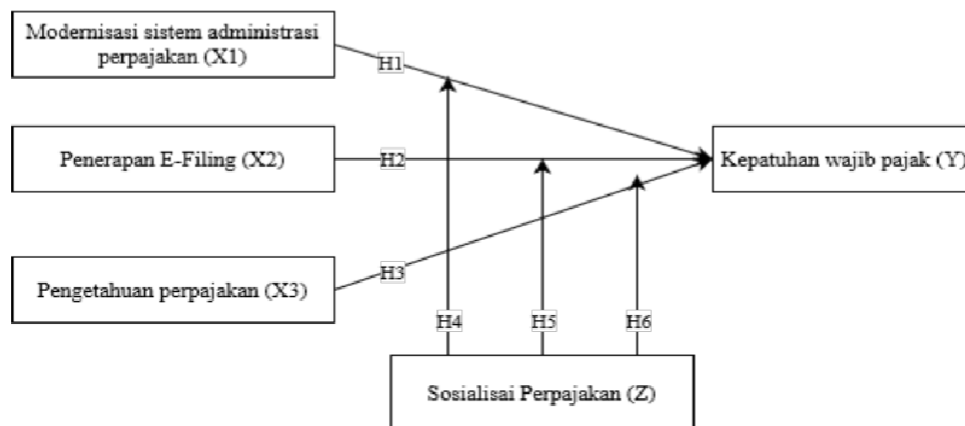 Modernisasi sistem administrasi
perpajakan (X1)
H1
Penerapan E-Filing (X2)
H2
Kepatuhan wajib pajak (Y)
Pengetahuan perpajakan (X3)
H3
H4
H5
H6
Sosialisai Perpajakan (Z)